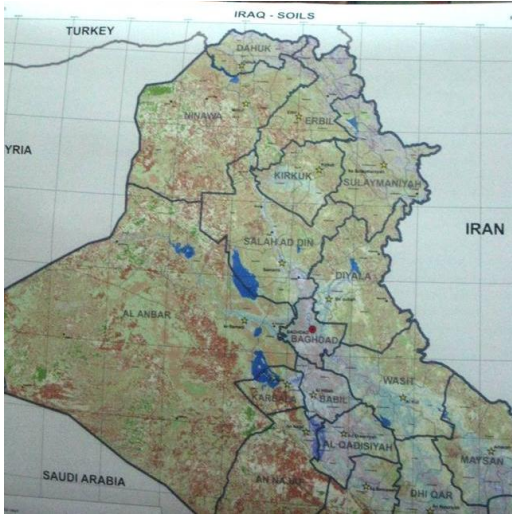 IRAQ - SOILS
TURKEY
DAHUK
NINAWA
ERBIL
YRIA
KIRKUK
SULAYMANIYAH
IRAN
SALAH AD DIN
DIYALA
AL ANBAR
BAGHDAD
WASIT
KARBALA
BABIL
AL-QADISIYAH
MAYSAN
SAUDI ARABIA
AN NAJAF
DHI QAR